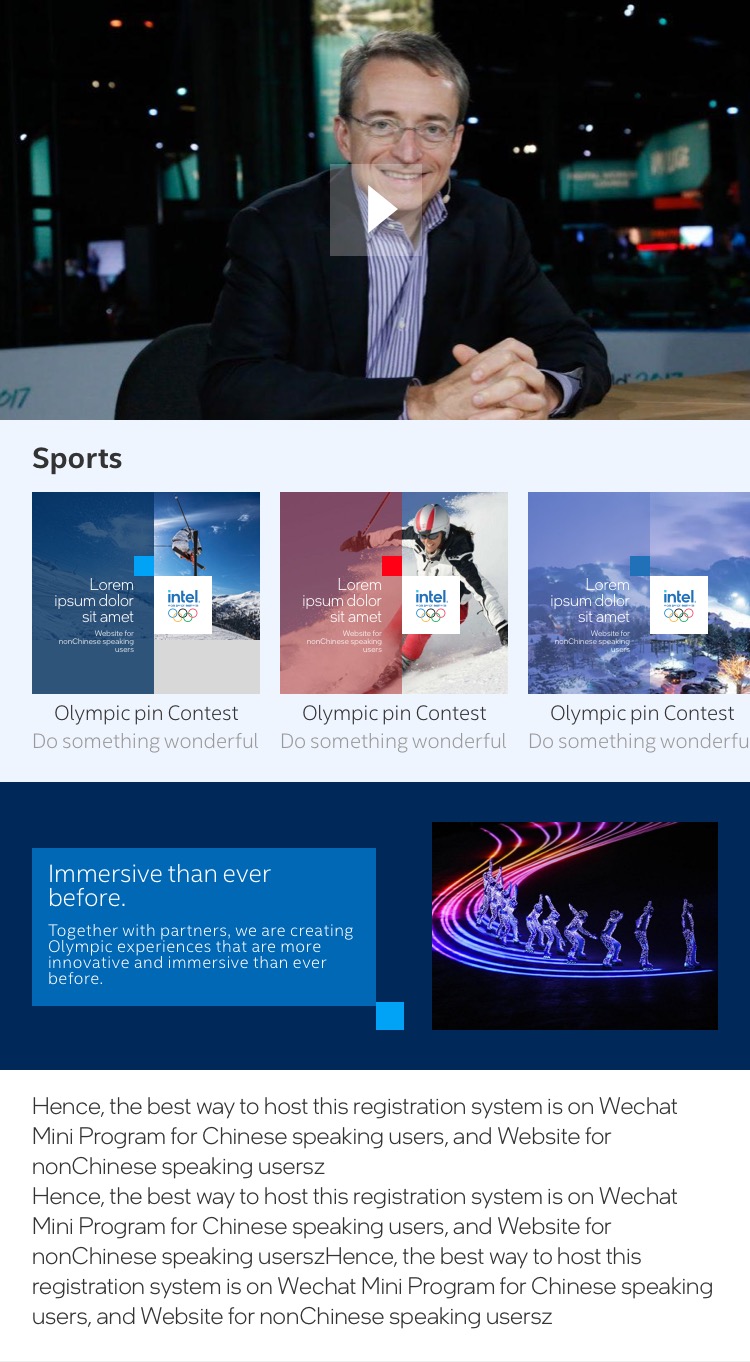 2017
2017
Sports
Lorem
ipsum dolor
sit amet
Website for
nonChinese speaking
users
intel
Lorem
ipsum dolor
sit amet
Website for
nonChinese speaking
users
intel
Lorem
ipsum dolor
sit amet
Website for
nonChinese speaking
users
intel
Olympic pin Contest
Do something wonderful
Olympic pin Contest
Do something wonderful
Olympic pin Contest
Do something wonderfu
Immersive than ever
before.
Together with partners, we are creating
Olympic experiences that are more
innovative and immersive than ever
before.
Hence, the best way to host this registration system is on Wechat
Mini Program for Chinese speaking users, and Website for
nonChinese speaking usersz
Hence, the best way to host this registration system is on Wechat
Mini Program for Chinese speaking users, and Website for
nonChinese speaking userszHence, the best way to host this
registration system is on Wechat Mini Program for Chinese speaking
users, and Website for nonChinese speaking usersz